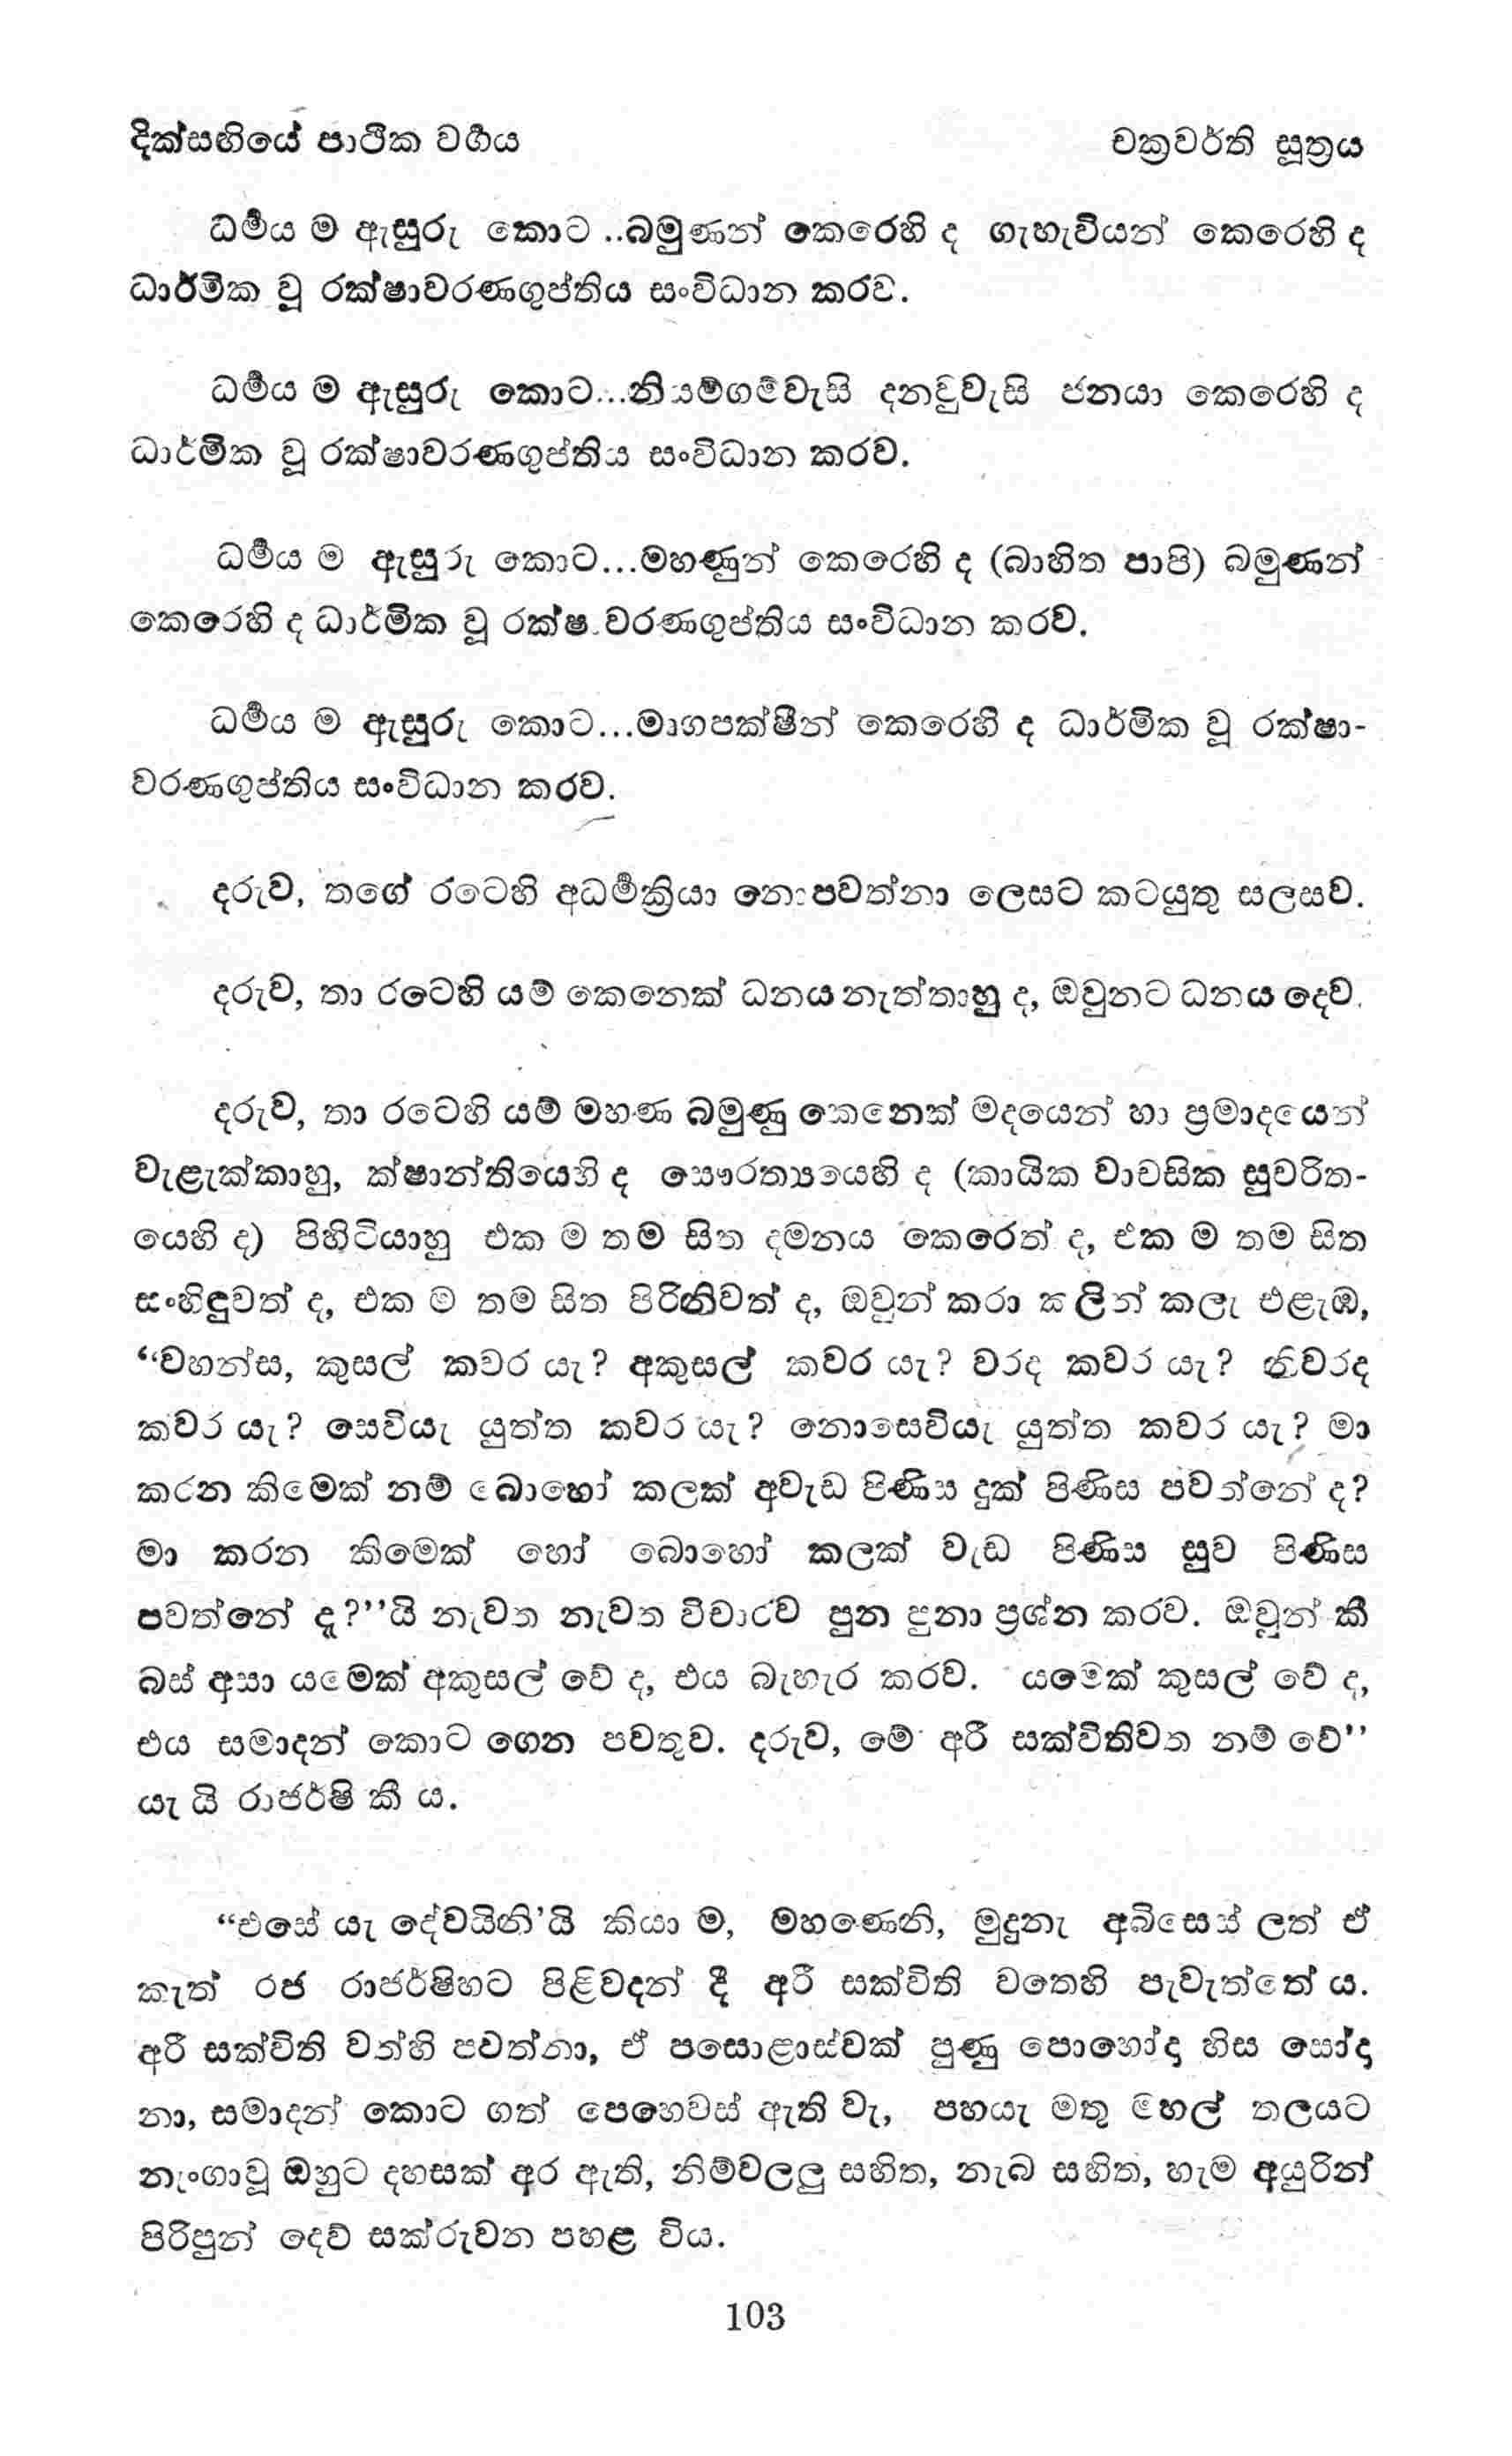 දික්සඟියේ පාථික වර්‍ගය
චක්‍රවර්ති සූත්‍රය
ධර්‍මය ම ඇසුරු කොට ..බමුණන් කෙරෙහි ද ගැහැවියන් කෙරෙහි ද
ධාර්මික වූ රක්ෂාවරණගුප්තිය සංවිධාන කරව.
ධර්‍මය ම ඇසුරු කොට...නියම්ගම්වැසි දනවුවැසි ජනයා කෙරෙහි ද
ධාර්මික වූ රක්ෂාවරණගුප්තිය සංවිධාන කරව.
ධර්‍මය ම ඇසුරු කොට...මහණුන් කෙරෙහි ද (බාහිත පාපි) බමුණන්
කෙරෙහි ද ධාර්මික වූ රක්ෂාවරණගුප්තිය සංවිධාන කරව.
ධර්‍මය ම ඇසුරු කොට...මෘගපක්ෂීන් කෙරෙහි ද ධාර්මික වූ රක්ෂා-
වරණගුප්තිය සංවිධාන කරව.
දරුව, තගේ රටෙහි අධර්‍මක්‍රියා නොපවත්නා ලෙසට කටයුතු සලසව.
දරුව, තා රටෙහි යම් කෙනෙක් ධනය නැත්තාහු ද, ඔවුනට ධනය දෙව.
දරුව, තා රටෙහි යම් මහණ බමුණු කෙනෙක් මදයෙන් හා ප්‍රමාදයෙන්
වැළැක්කාහු, ක්ෂාන්තියෙහි ද සෞරත්‍යයෙහි ද (කායික වාචසික සුචරිත-
යෙහි ද) පිහිටියාහු එක ම තම සිත දමනය කෙරෙත් ද, එක ම තම සිත
සංහිඳුවත් ද, එක ම තම සිත පිරිනිවත් ද, ඔවුන් කරා කලින් කලැ එළැඹ,
“වහන්ස, කුසල් කවර යැ? අකුසල් කවර යැ? වරද කවර යැ? නිවරද
කවර යැ? සෙවියැ යුත්ත කවර යැ? නොසෙවියැ යුත්ත කවර යැ? මා
කරන කිමෙක් නම් බොහෝ කලක් අවැඩ පිණිස දුක් පිණිස පවත්නේ ද?
මා කරන කිමෙක් හෝ බොහෝ කලක් වැඩ පිණිස සුව පිණිස
පවත්නේ ද?”යි නැවත නැවත විචාරව පුන පුනා ප්‍රශ්න කරව. ඔවුන් කී
බස් අසා යමෙක් අකුසල් වේ ද, එය බැහැර කරව. යමෙක් කුසල් වේ ද,
එය සමාදන් කොට ගෙන පවතුව. දරුව, මේ අරී සක්විතිවත නම් වේ”
යැ යි රාජර්ෂි කී ය.
“එසේ යැ දේවයිනි’යි කියා ම, මහණෙනි, මුදුනැ අබිසෙස් ලත් ඒ
කැත් රජ රාජර්ෂිහට පිළිවදන් දී අරී සක්විති වතෙහි පැවැත්තේ ය.
අරී සක්විති වත්හි පවත්නා, ඒ පසොළාස්වක් පුණු පොහෝදා හිස සෝදා
නා, සමාදන් කොට ගත් පෙහෙවස් ඇති වැ, පහයැ මතු මහල් තලයට
නැංගාවූ ඔහුට දහසක් අර ඇති, නිම්වලලු සහිත, නැබ සහිත, හැම අයුරින්
පිරිපුන් දෙව් සක්රුවන පහළ විය.
103